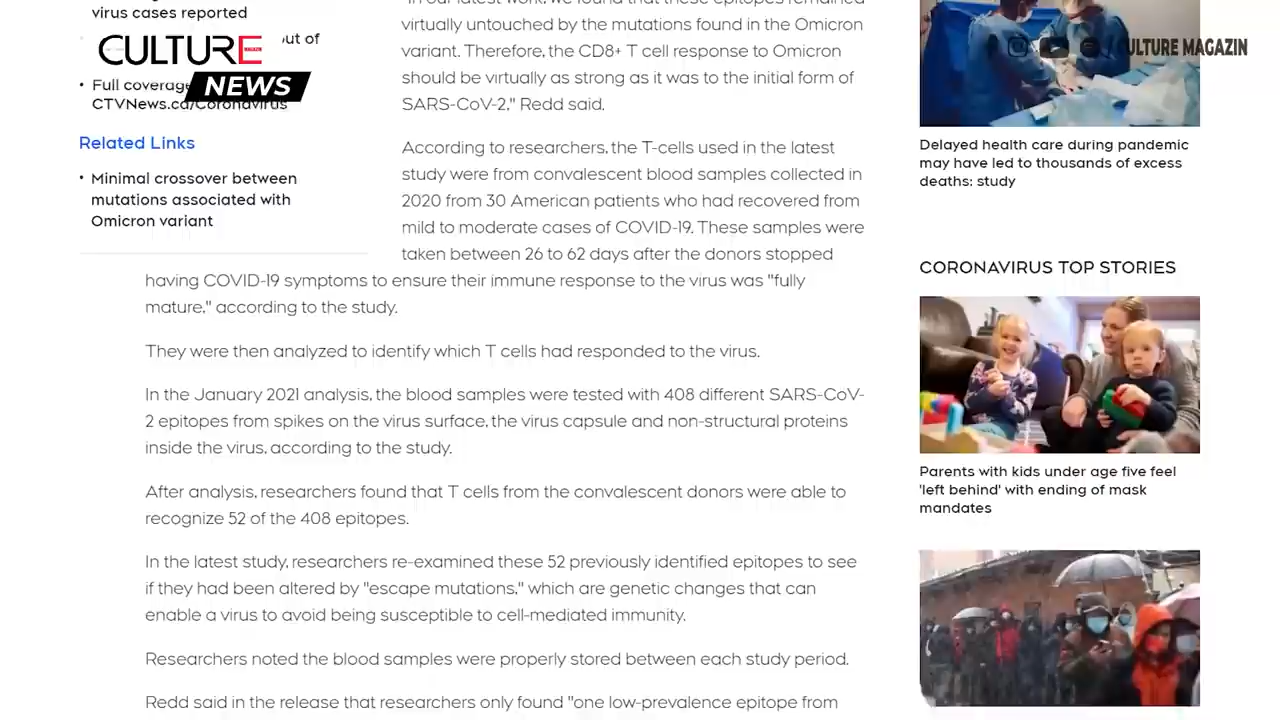 virus cases reported
out of
CULTURE
NEWS
Full coverage
CTVNews.ca/Coronavirus
Related Links
Minimal crossover between
mutations associated with
Omicron variant
"In our latest work, we found that these epitopes remained
virtually untouched by the mutations found in the Omicron
variant. Therefore, the CD8+ T cell response to Omicron
should be virtually as strong as it was to the initial form of
SARS-CoV-2," Redd said.
According to researchers, the T-cells used in the latest
study were from convalescent blood samples collected in
2020 from 30 American patients who had recovered from
mild to moderate cases of COVID-19. These samples were
taken between 26 to 62 days after the donors stopped
having COVID-19 symptoms to ensure their immune response to the virus was "fully
mature," according to the study.
They were then analyzed to identify which T cells had responded to the virus.
In the January 2021 analysis, the blood samples were tested with 408 different SARS-CoV-
2 epitopes from spikes on the virus surface, the virus capsule and non-structural proteins
inside the virus, according to the study.
After analysis, researchers found that T cells from the convalescent donors were able to
recognize 52 of the 408 epitopes.
In the latest study, researchers re-examined these 52 previously identified epitopes to see
if they had been altered by "escape mutations," which are genetic changes that can
enable a virus to avoid being susceptible to cell-mediated immunity.
Researchers noted the blood samples were properly stored between each study period.
Redd said in the release that researchers only found "one low-prevalence epitope from
/ CULTURE MAGAZIN
Delayed health care during pandemic
may have led to thousands of excess
deaths: study
CORONAVIRUS TOP STORIES
Parents with kids under age five feel
'left behind' with ending of mask
mandates